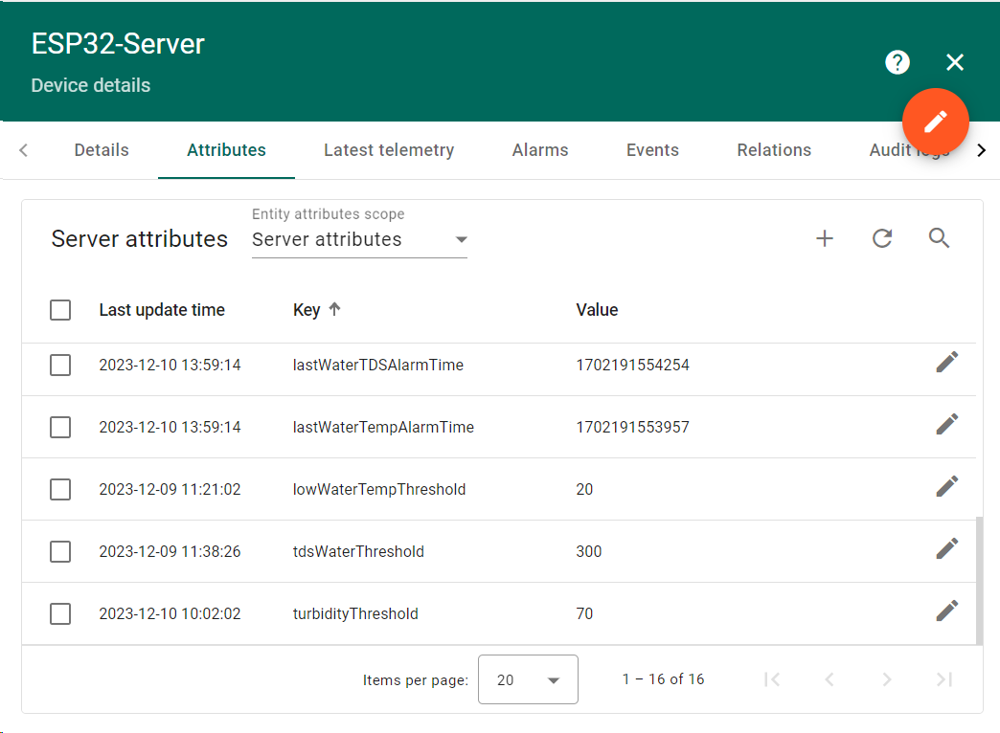 ESP32-Server
Device details
?
Details Attributes Latest telemetry Alarms Events Relations Audit logs
Entity attributes scope
Server attributes Server attributes
Last update time Key Value
2023-12-10 13:59:14 lastWaterTDSAlarmTime 1702191554254
2023-12-10 13:59:14 lastWaterTempAlarmTime 1702191553957
2023-12-09 11:21:02 lowWaterTempThreshold 20
2023-12-09 11:38:26 tdsWaterThreshold 300
2023-12-10 10:02:02 turbidityThreshold 70
Items per page: 20 1 – 16 of 16